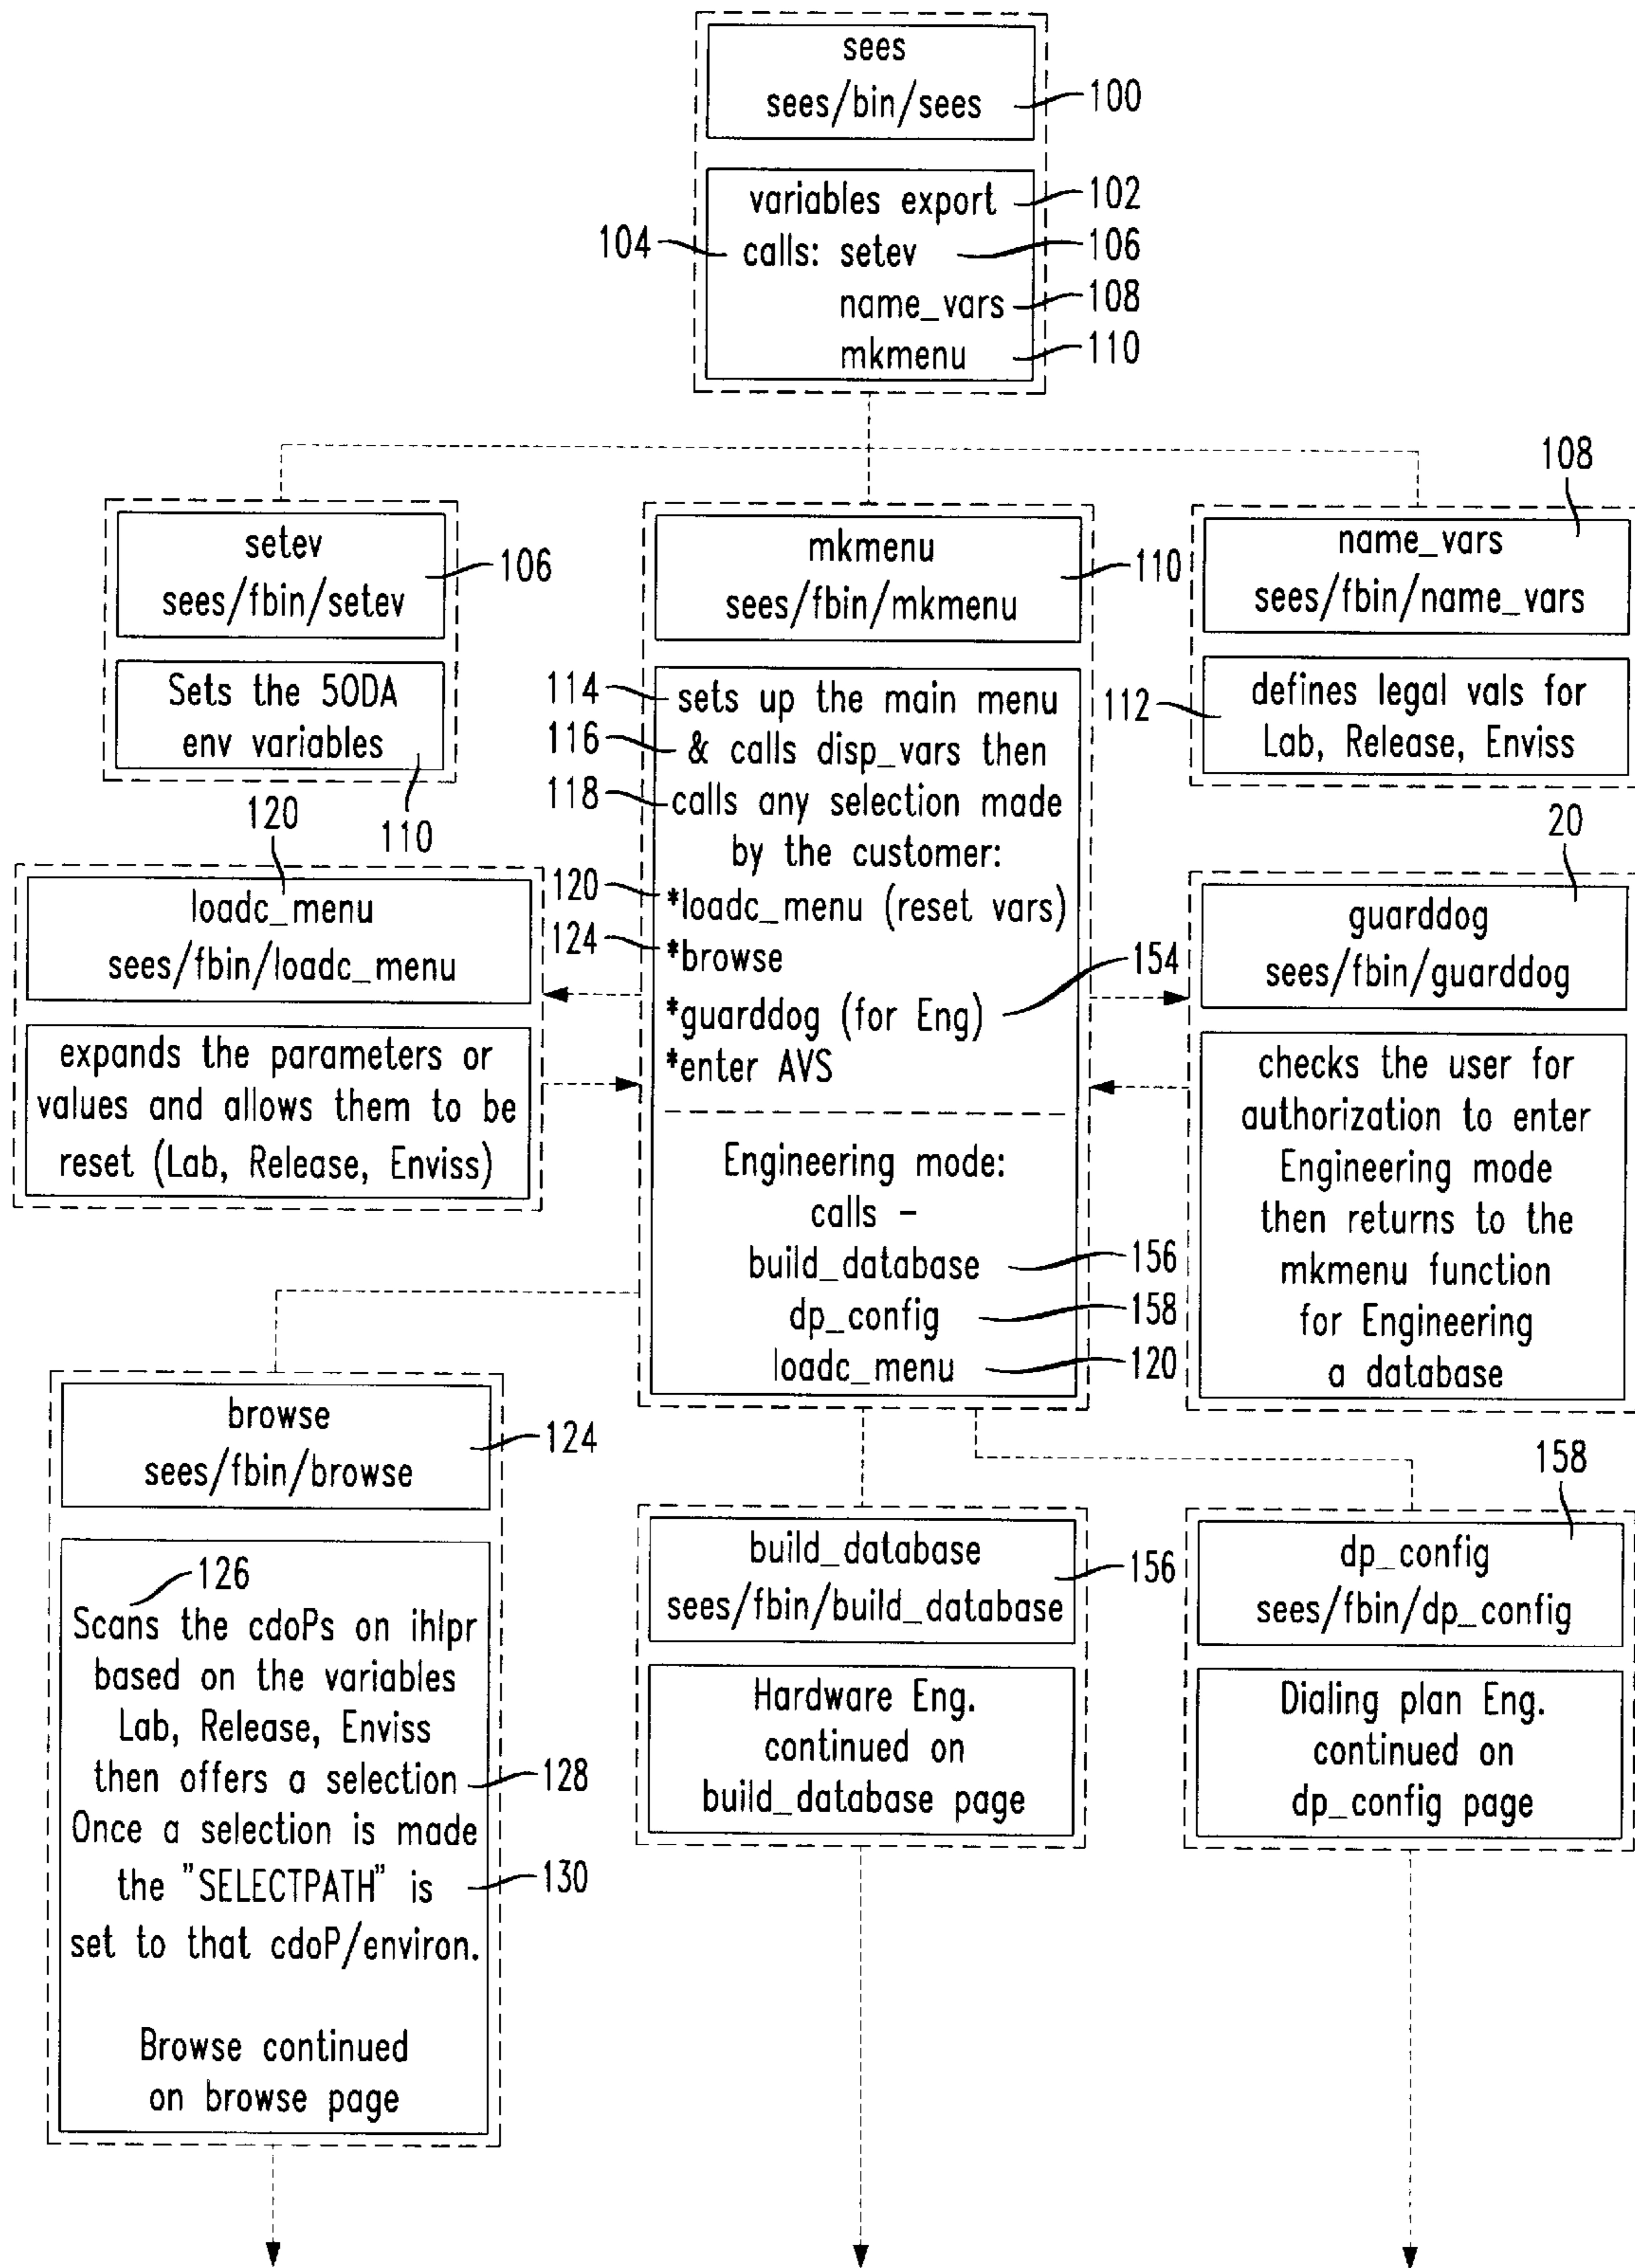 sees
sees/bin/sees
100
variables export
102
104
calls: setev
106
name_vars
108
mkmenu
110
setev
sees/fbin/setev
106
Sets the 5ODA
env variables
110
mkmenu
sees/fbin/mkmenu
110
108
name_vars
sees/fbin/name_vars
112
defines legal vals for
Lab, Release, Enviss
114
sets up the main menu
116
& calls disp_vars then
118
calls any selection made
by the customer:
120
*loadc_menu (reset vars)
124
*browse
*guarddog (for Eng)
154
*enter AVS
Engineering mode:
calls –
build_database
156
dp_config
158
loadc_menu
120
120
loadc_menu
sees/fbin/loadc_menu
expands the parameters or
values and allows them to be
reset (Lab, Release, Enviss)
20
guarddog
sees/fbin/guarddog
checks the user for
authorization to enter
Engineering mode
then returns to the
mkmenu function
for Engineering
a database
browse
sees/fbin/browse
124
126
Scans the cdoPs on ihlpr
based on the variables
Lab, Release, Enviss
then offers a selection
128
Once a selection is made
the "SELECTPATH" is
130
set to that cdoP/environ.
Browse continued
on browse page
build_database
sees/fbin/build_database
156
Hardware Eng.
continued on
build_database page
158
dp_config
sees/fbin/dp_config
Dialing plan Eng.
continued on
dp_config page